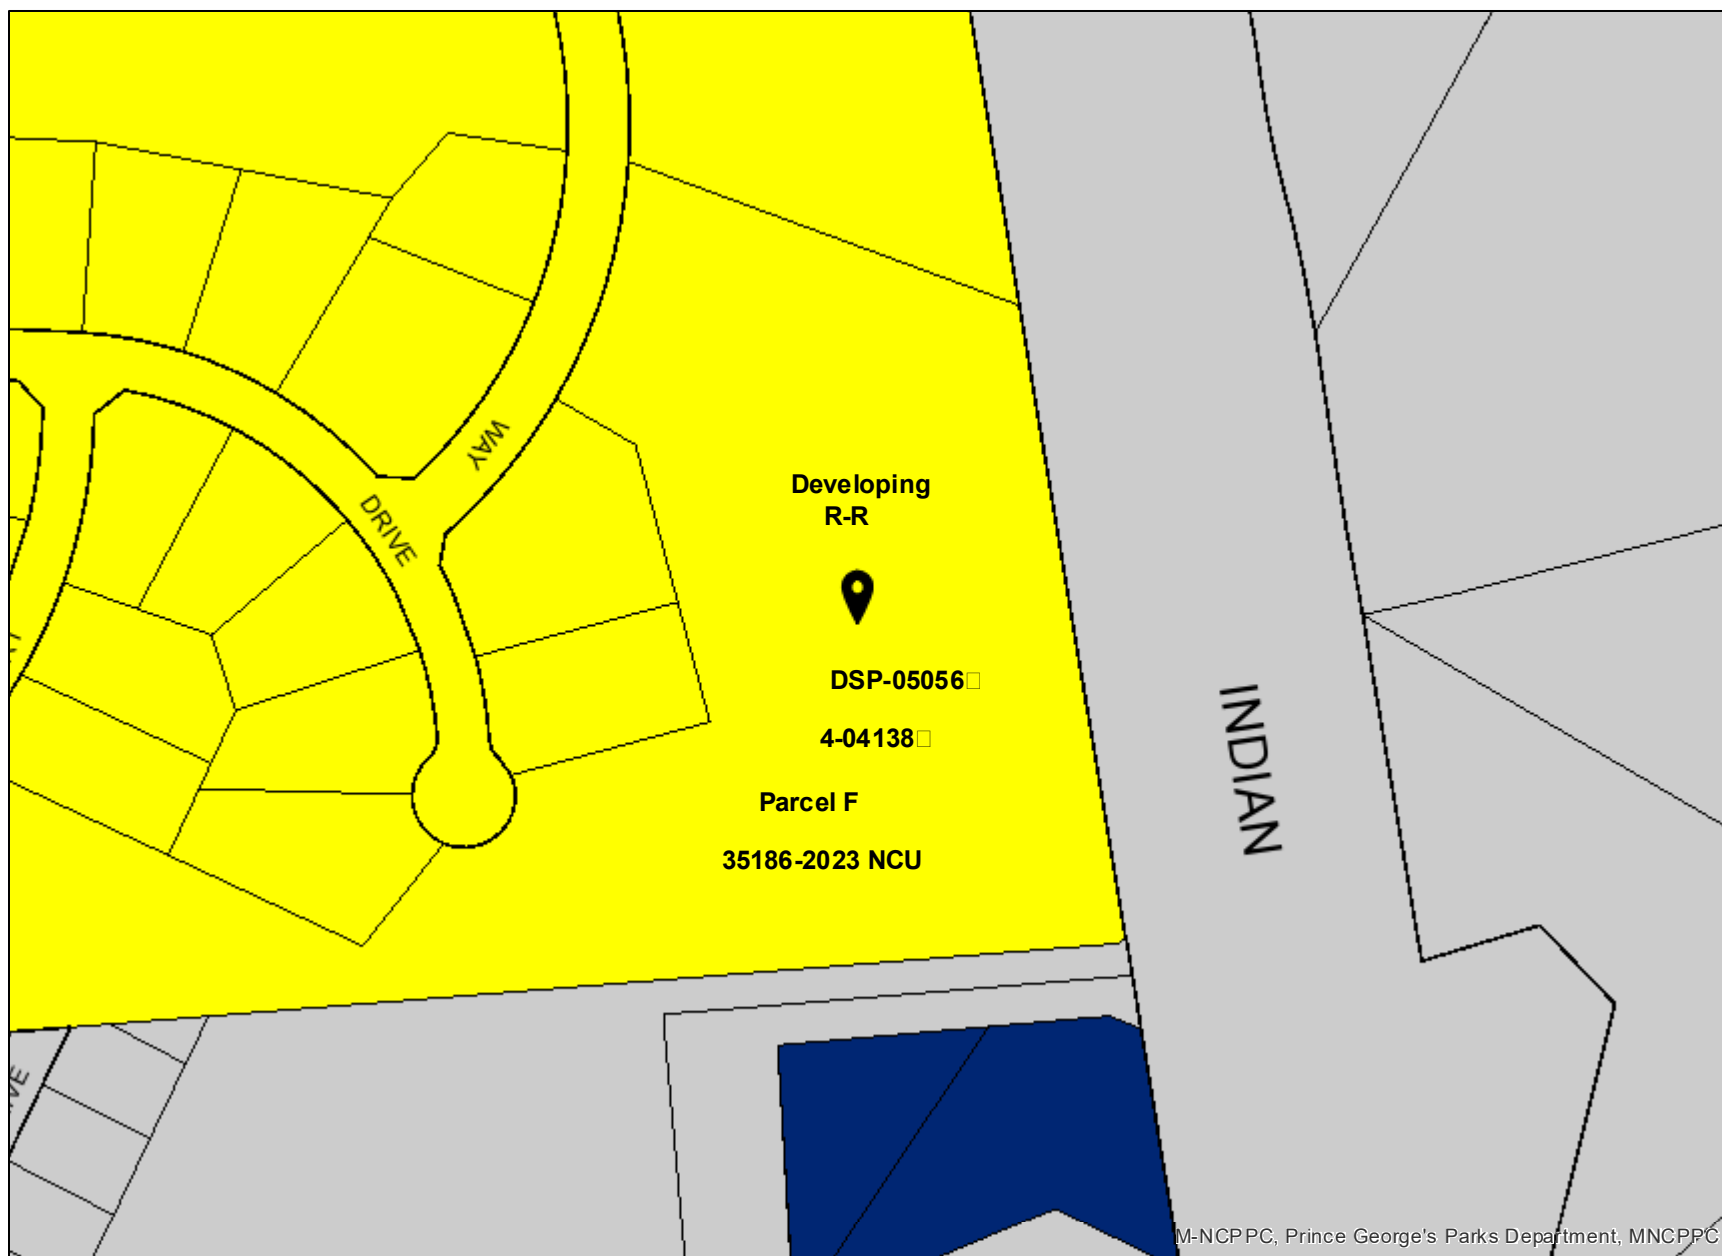 WAY
DRIVE
Developing
R-R
DSP-05056
4-04138
Parcel F
35186-2023 NCU
INDIAN
M-NCPPC, Prince George's Parks Department, MNCPPC